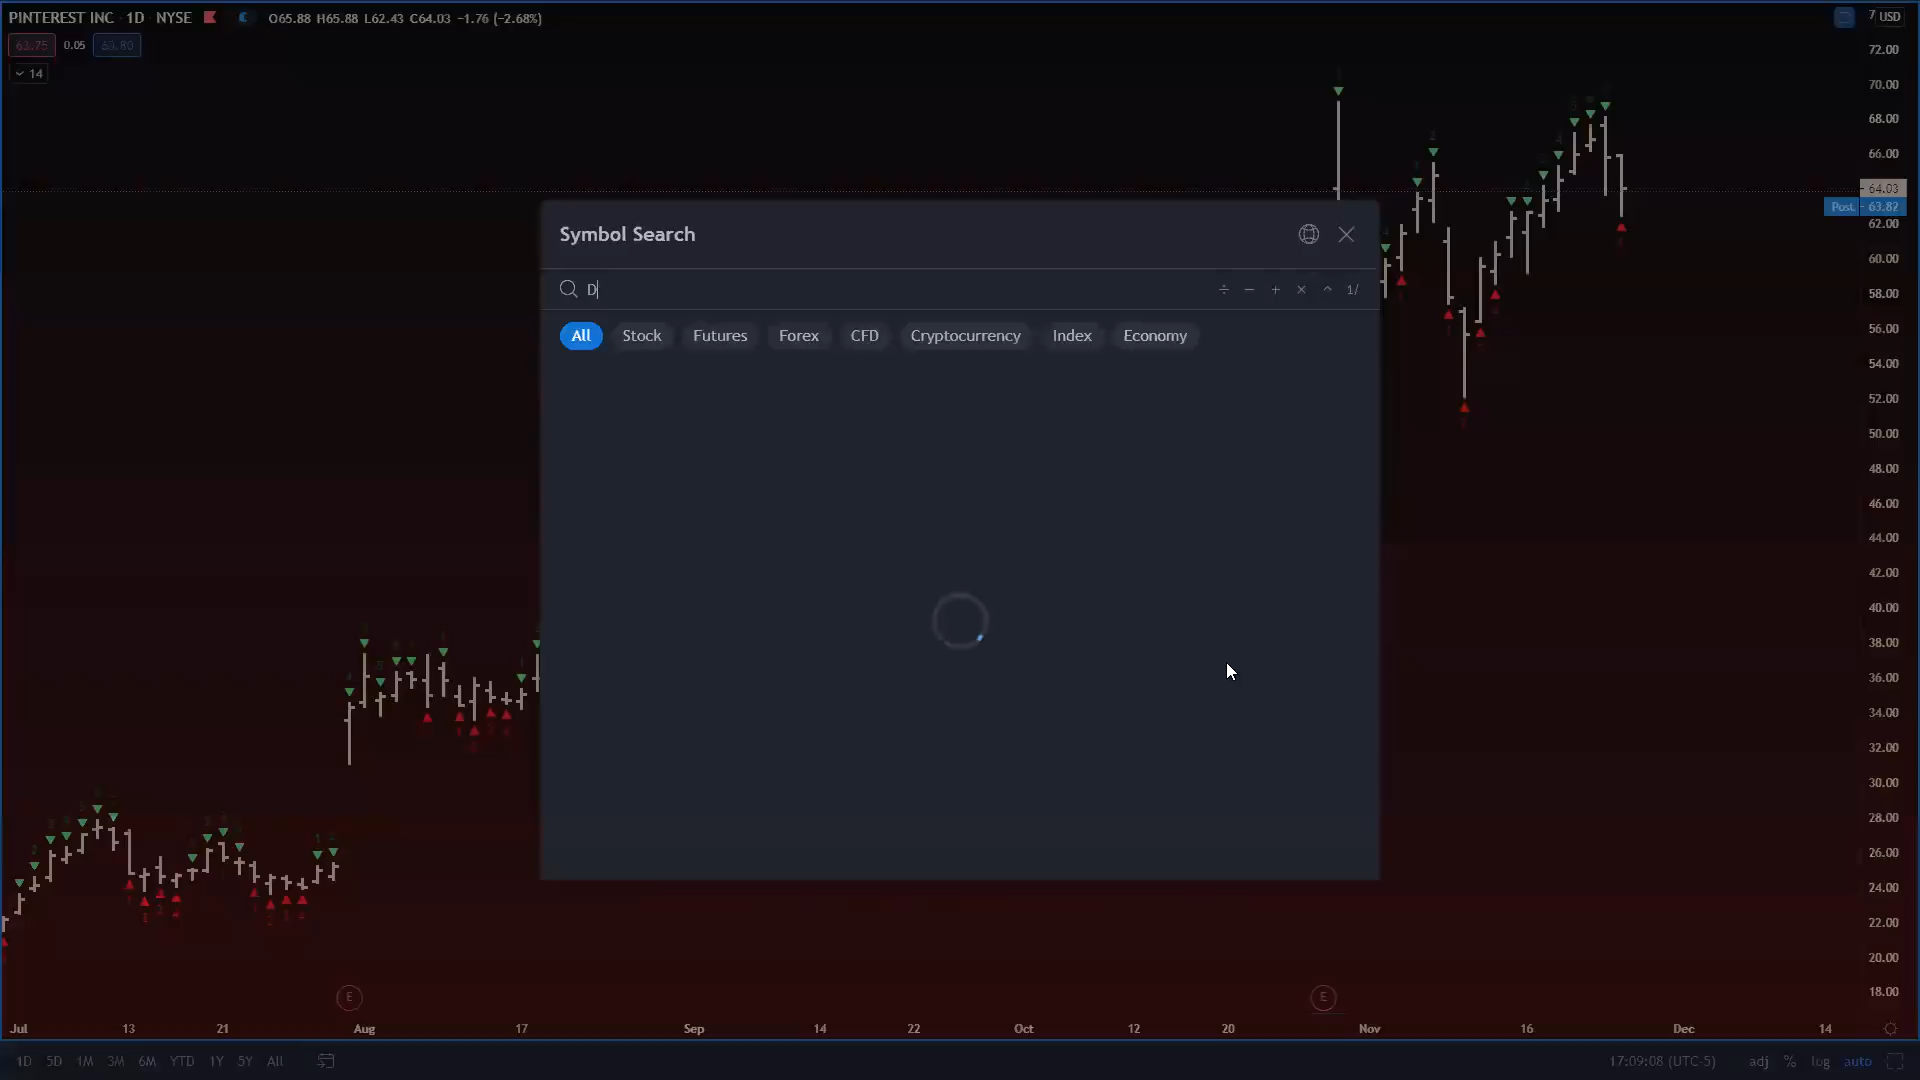 PINTEREST INC · 1D · NYSE O65.88 H65.88 L62.43 C64.03 −1.76 (−2.68%)
7 USD
63.75 0.05 63.80
14
72.00
70.00
68.00
66.00
64.03
Post 63.82
62.00
60.00
58.00
56.00
54.00
52.00
50.00
48.00
46.00
44.00
42.00
40.00
38.00
36.00
34.00
32.00
30.00
28.00
26.00
24.00
22.00
20.00
18.00
Symbol Search
D
÷ − + × ^ 1/
All Stock Futures Forex CFD Cryptocurrency Index Economy
E E
Jul 13 21 Aug 17 Sep 14 22 Oct 12 20 Nov 16 Dec 14
1D 5D 1M 3M 6M YTD 1Y 5Y All 17:09:08 (UTC-5) adj % log auto